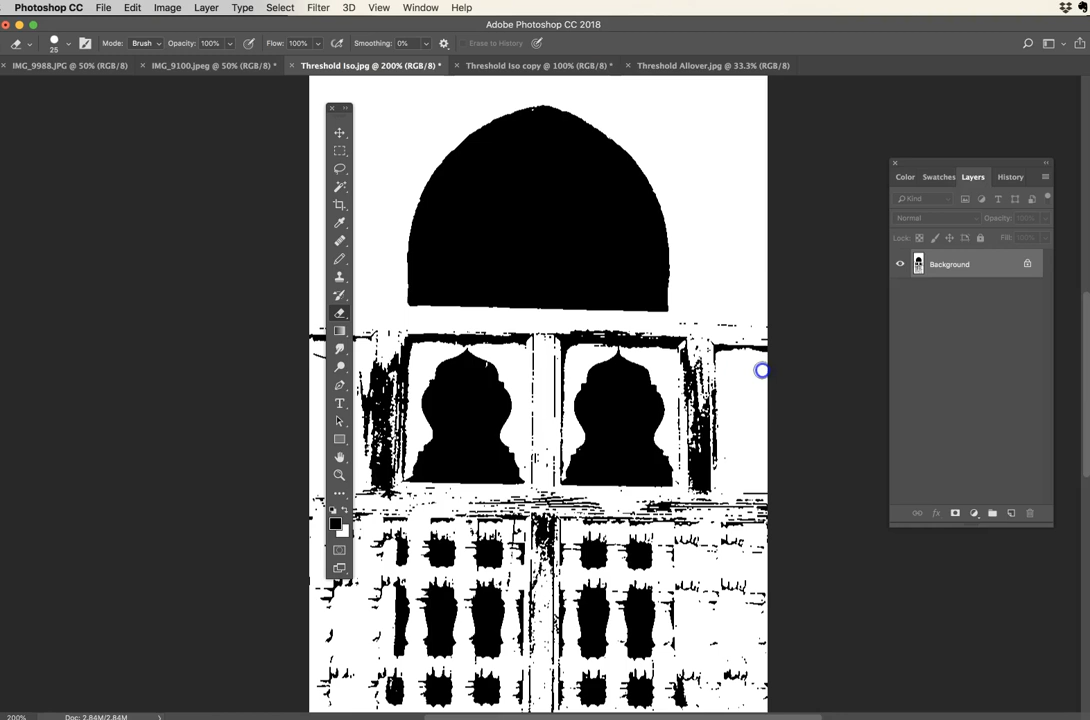 Photoshop CC File Edit Image Layer Type Select Filter 3D View Window Help
Adobe Photoshop CC 2018
25 Mode: Brush Opacity: 100% Flow: 100% Smoothing: 0% Erase to History
IMG_9988.JPG @ 50% (RGB/8) IMG_9100.jpeg @ 50% (RGB/8) * Threshold Iso.jpg @ 200% (RGB/8) * Threshold Iso copy @ 100% (RGB/8) * Threshold Allover.jpg @ 33.3% (RGB/8)
Color Swatches Layers History
Kind
Normal Opacity: 100%
Lock: Fill: 100%
Background
T
fx
200% Doc: 2.84M/2.84M